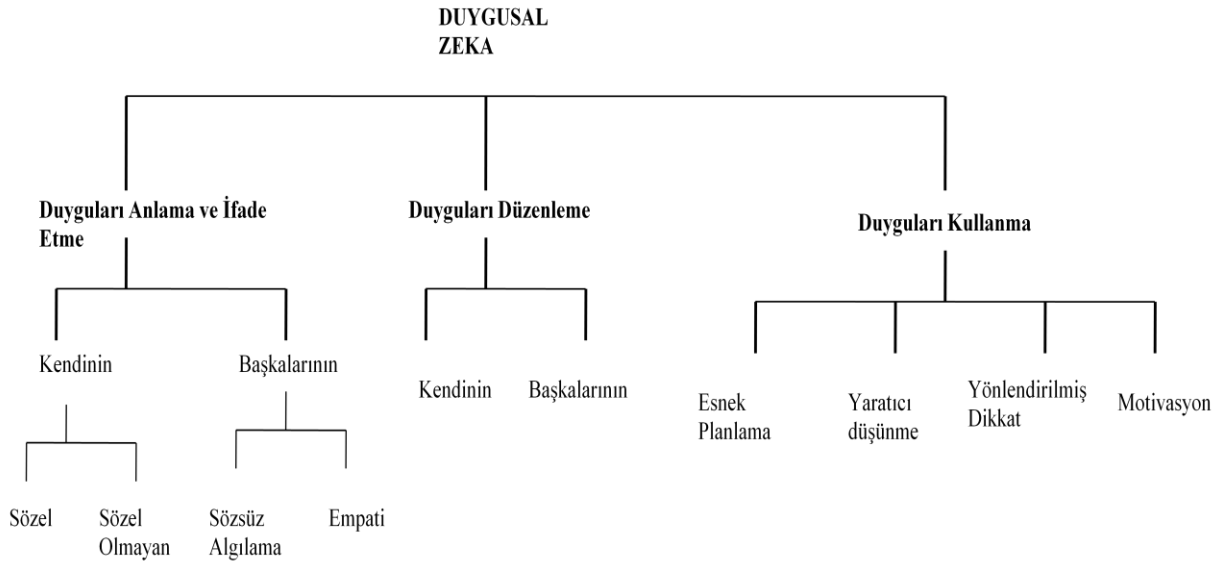 DUYGUSAL
ZEKA
Duyguları Anlama ve İfade
Etme
Duyguları Düzenleme
Duyguları Kullanma
Kendinin
Başkalarının
Kendinin
Başkalarının
Esnek
Planlama
Yaratıcı
düşünme
Yönlendirilmiş
Dikkat
Motivasyon
Sözel
Sözel
Olmayan
Sözsüz
Algılama
Empati